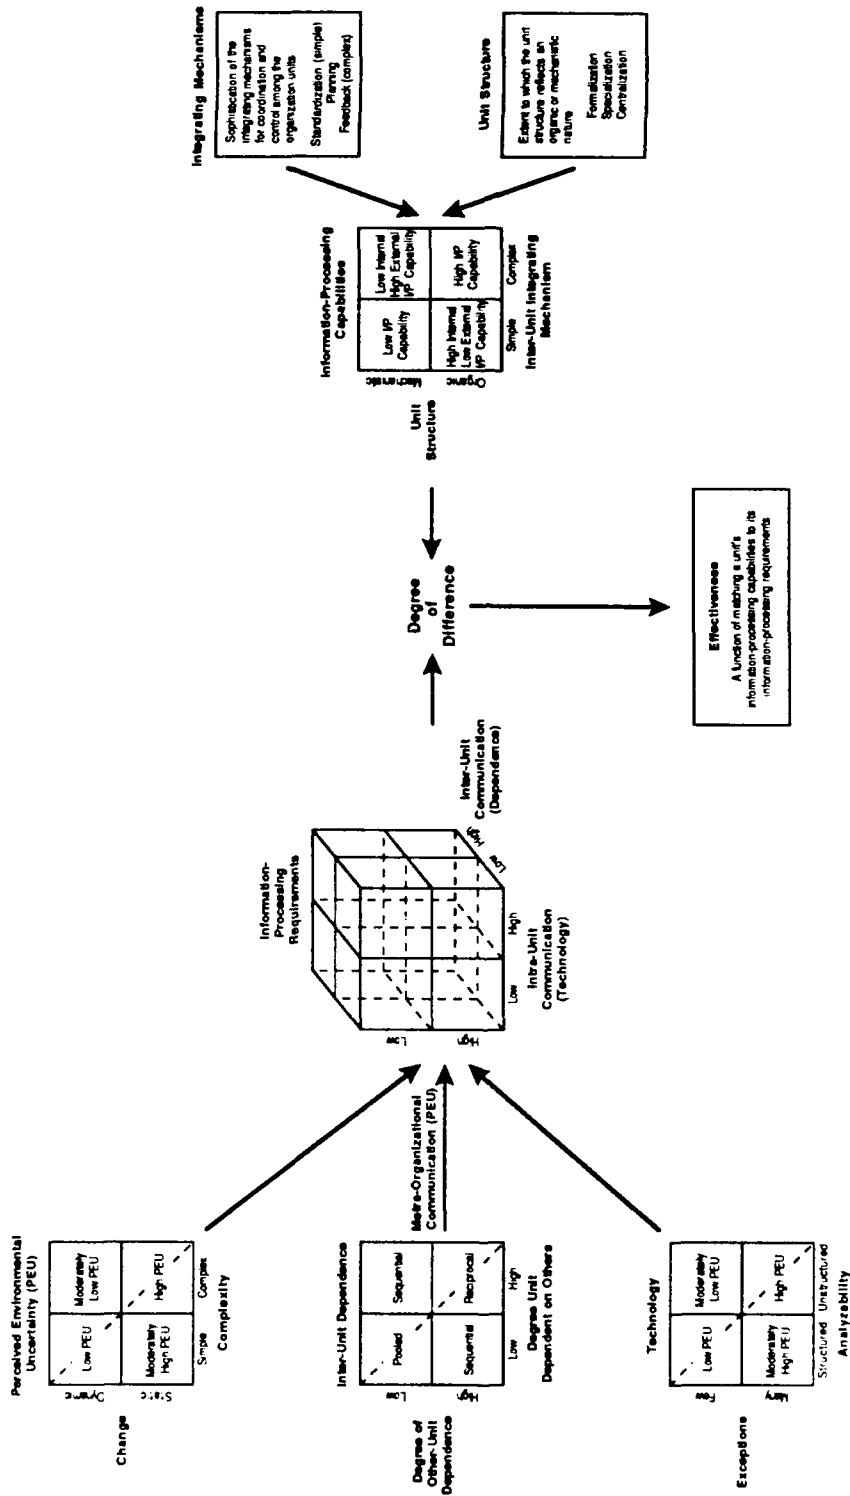 Perceived Environmental
Uncertainty (PEU)
Change
Dynamic
Static
Low PEU
Moderately
Low PEU
Moderately
High PEU
High PEU
Simple
Complex
Complexity
Inter-Unit Dependence
Degree of
Other-Unit
Dependence
Low
High
Pooled
Sequential
Sequential
Reciprocal
Low
High
Degree Unit
Dependent on Others
Technology
Exceptions
Few
Many
Low PEU
Moderately
Low PEU
Moderately
High PEU
High PEU
Structured
Unstructured
Analyzability
Metra-Organizational
Communication (PEU)
Information-
Processing
Requirements
Low
High
Low
High
Intra-Unit
Communication
(Technology)
Low
High
Inter-Unit
Communication
(Dependence)
Degree
of
Difference
Effectiveness
A function of matching a unit's
information-processing capabilities to its
information-processing requirements
Information-Processing
Capabilities
Unit
Structure
Mechanistic
Organic
Low I/P
Capability
Low Internal
High External
I/P Capability
High Internal
Low External
I/P Capability
High I/P
Capability
Simple
Complex
Inter-Unit Integrating
Mechanism
Integrating Mechanisms
Sophistication of the
integrating mechanisms
for coordination and
control among the
organization units
Standardization (simple)
Planning
Feedback (complex)
Unit Structure
Extent to which the unit
structure reflects an
organic or mechanistic
nature
Formalization
Specialization
Centralization